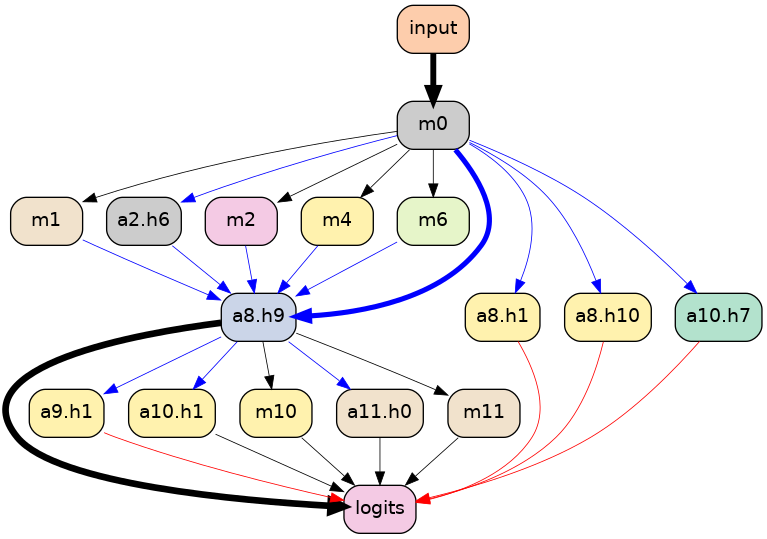 input
m0
m1
a2.h6
m2
m4
m6
a8.h9
a8.h1
a8.h10
a10.h7
a9.h1
a10.h1
m10
a11.h0
m11
logits